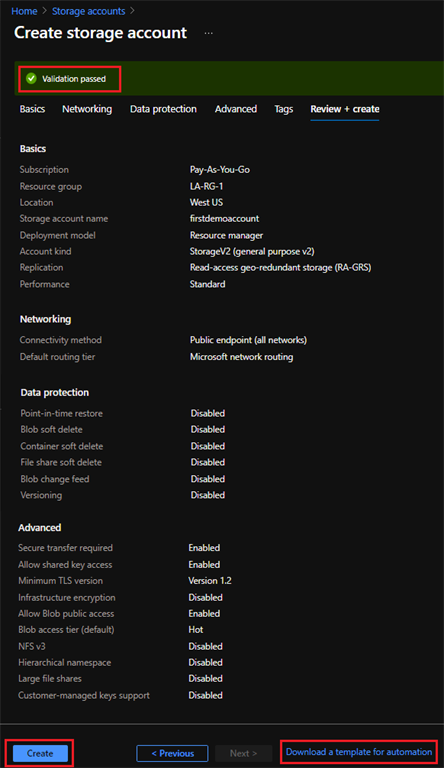 Home > Storage accounts >
Create storage account ...
Validation passed
Basics Networking Data protection Advanced Tags Review + create
Basics
Subscription Pay-As-You-Go
Resource group LA-RG-1
Location West US
Storage account name firstdemoaccount
Deployment model Resource manager
Account kind StorageV2 (general purpose v2)
Replication Read-access geo-redundant storage (RA-GRS)
Performance Standard
Networking
Connectivity method Public endpoint (all networks)
Default routing tier Microsoft network routing
Data protection
Point-in-time restore Disabled
Blob soft delete Disabled
Container soft delete Disabled
File share soft delete Disabled
Blob change feed Disabled
Versioning Disabled
Advanced
Secure transfer required Enabled
Allow shared key access Enabled
Minimum TLS version Version 1.2
Infrastructure encryption Disabled
Allow Blob public access Enabled
Blob access tier (default) Hot
NFS v3 Disabled
Hierarchical namespace Disabled
Large file shares Disabled
Customer-managed keys support Disabled
Create < Previous Next > Download a template for automation